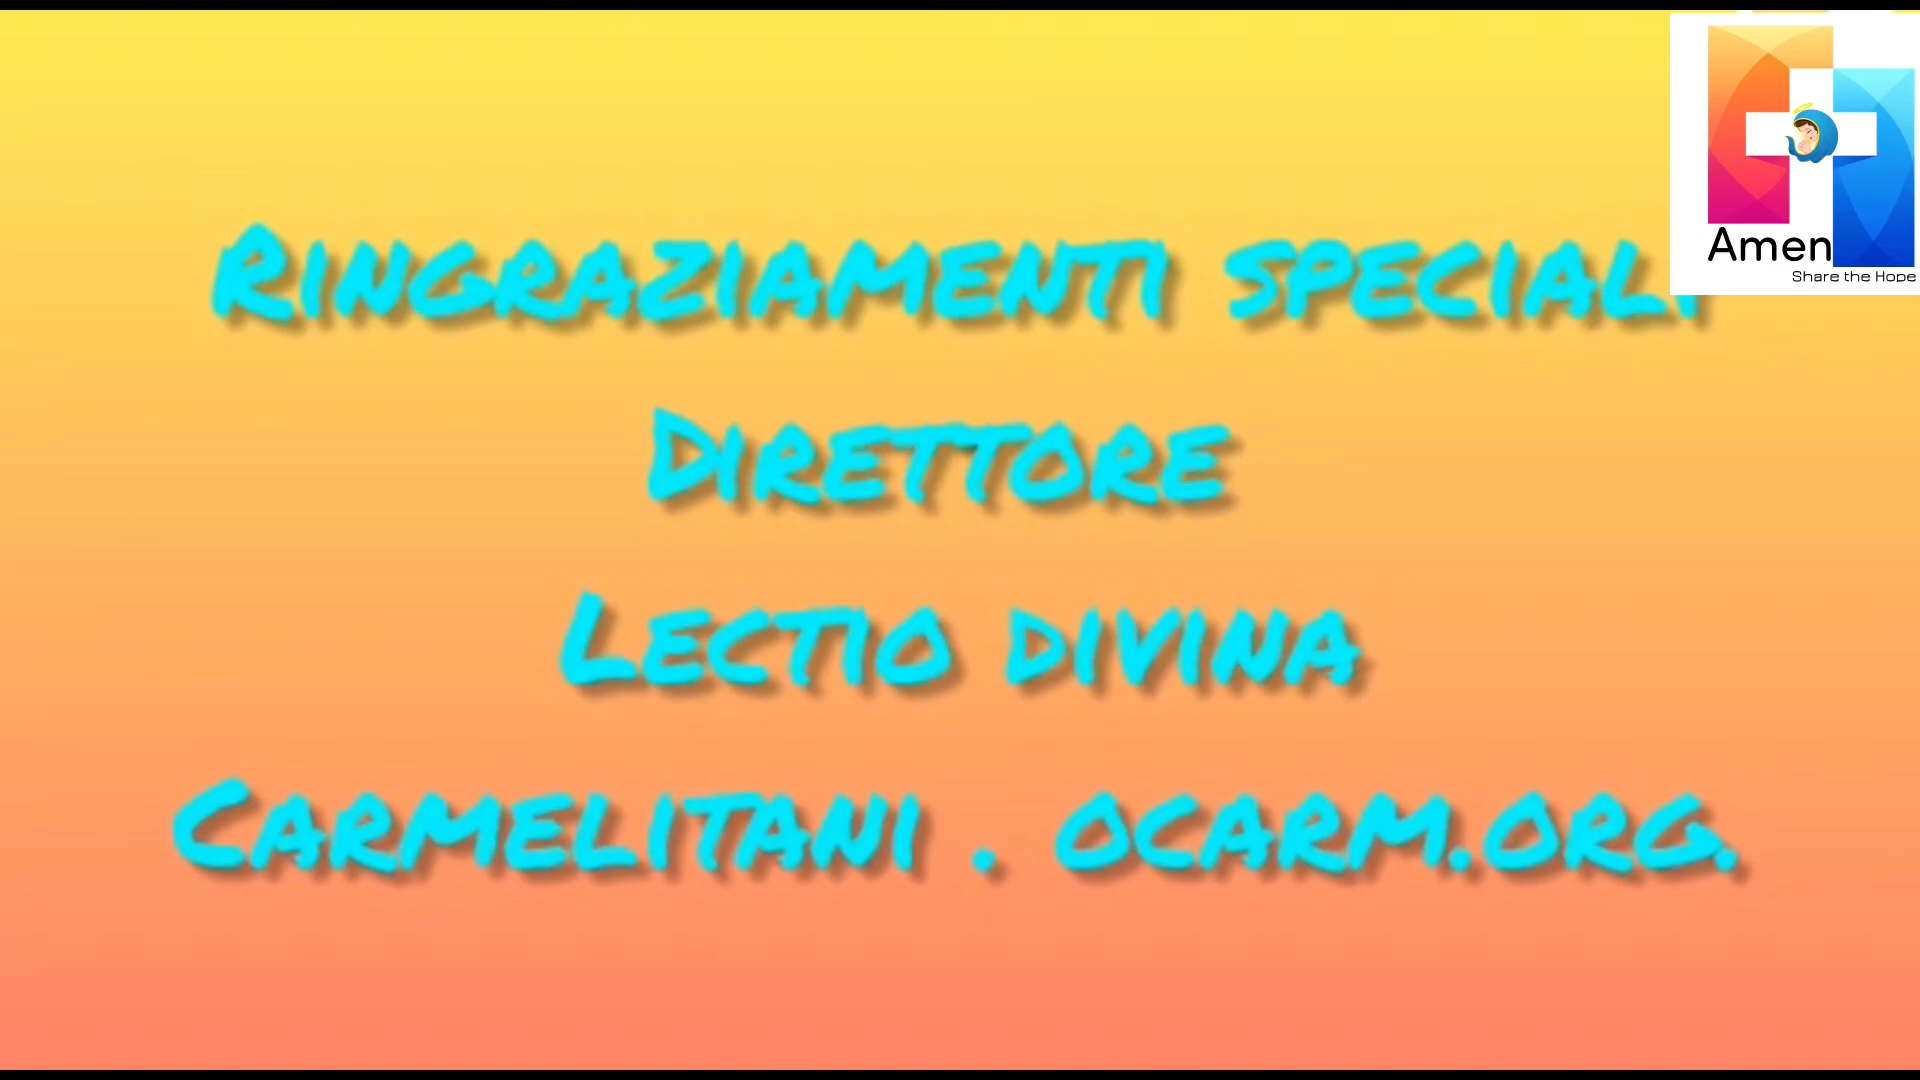 Ringraziamenti speciali
Direttore
Lectio divina
Carmelitani . ocarm.org.
Amen
Share the Hope